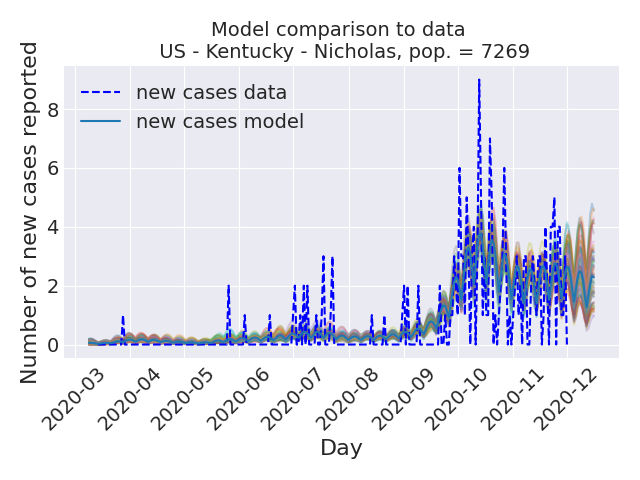 Model comparison to data
US - Kentucky - Nicholas, pop. = 7269
Number of new cases reported
8
6
4
2
0
new cases data
new cases model
2020-03
2020-04
2020-05
2020-06
2020-07
2020-08
2020-09
2020-10
2020-11
2020-12
Day